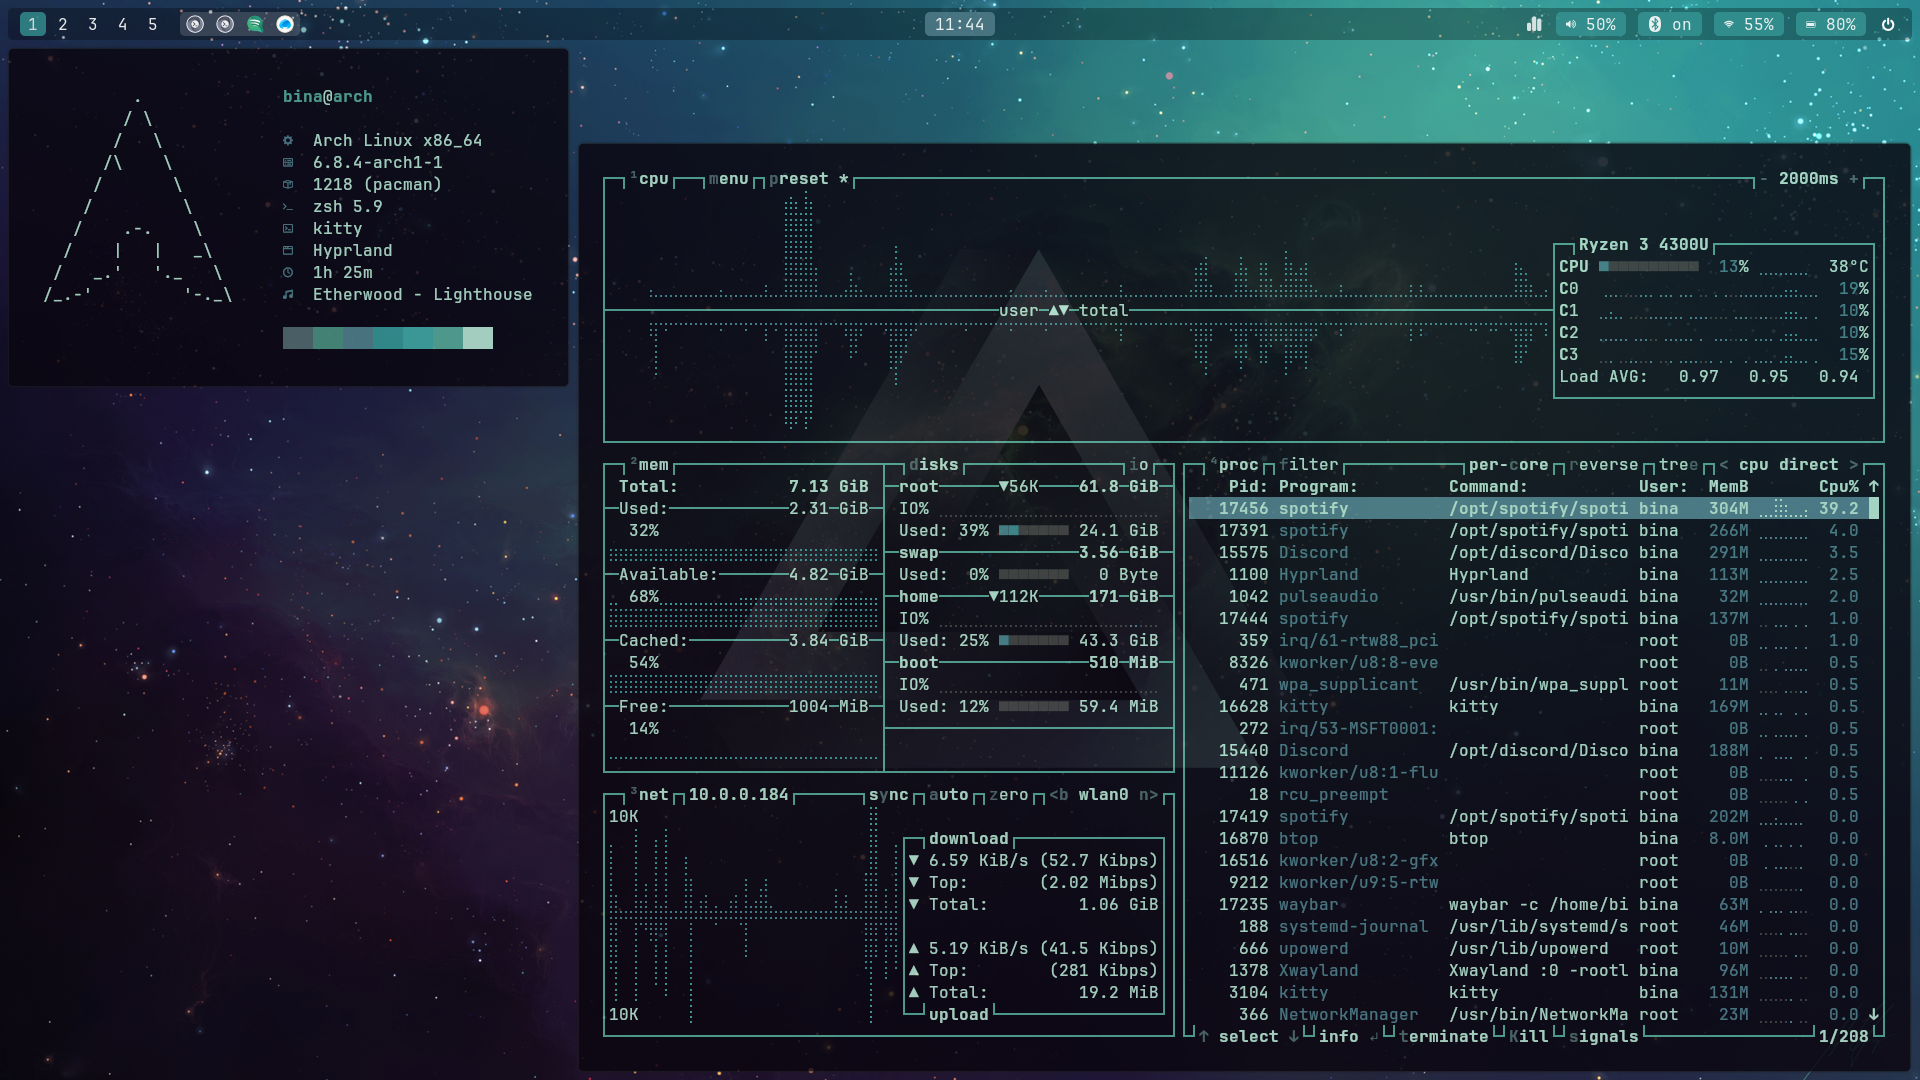 1 2 3 4 5
11:44
50% on 55% 80%
bina@arch
Arch Linux x86_64
6.8.4-arch1-1
1218 (pacman)
zsh 5.9
kitty
Hyprland
1h 25m
Etherwood - Lighthouse
1cpu menu preset * - 2000ms +
Ryzen 3 4300U
CPU 13% 38°C
C0 19%
C1 10%
C2 10%
C3 15%
Load AVG: 0.97 0.95 0.94
user ▲▼ total
2mem
Total: 7.13 GiB
Used: 2.31 GiB
32%
Available: 4.82 GiB
68%
Cached: 3.84 GiB
54%
Free: 1004 MiB
14%
disks io
root ▼56K 61.8 GiB
IO%
Used: 39% 24.1 GiB
swap 3.56 GiB
Used: 0% 0 Byte
home ▼112K 171 GiB
IO%
Used: 25% 43.3 GiB
boot 510 MiB
IO%
Used: 12% 59.4 MiB
3net 10.0.0.184 sync auto zero <b wlan0 n>
10K
download
▼ 6.59 KiB/s (52.7 Kibps)
▼ Top: (2.02 Mibps)
▼ Total: 1.06 GiB
▲ 5.19 KiB/s (41.5 Kibps)
▲ Top: (281 Kibps)
▲ Total: 19.2 MiB
upload
10K
4proc filter per-core reverse tree < cpu direct >
Pid: Program: Command: User: MemB Cpu% ↑
17456 spotify /opt/spotify/spoti bina 304M 39.2
17391 spotify /opt/spotify/spoti bina 266M 4.0
15575 Discord /opt/discord/Disco bina 291M 3.5
1100 Hyprland Hyprland bina 113M 2.5
1042 pulseaudio /usr/bin/pulseaudi bina 32M 2.0
17444 spotify /opt/spotify/spoti bina 137M 1.0
359 irq/61-rtw88_pci root 0B 1.0
8326 kworker/u8:8-eve root 0B 0.5
471 wpa_supplicant /usr/bin/wpa_suppl root 11M 0.5
16628 kitty kitty bina 169M 0.5
272 irq/53-MSFT0001: root 0B 0.5
15440 Discord /opt/discord/Disco bina 188M 0.5
11126 kworker/u8:1-flu root 0B 0.5
18 rcu_preempt root 0B 0.5
17419 spotify /opt/spotify/spoti bina 202M 0.0
16870 btop btop bina 8.0M 0.0
16516 kworker/u8:2-gfx root 0B 0.0
9212 kworker/u9:5-rtw root 0B 0.0
17235 waybar waybar -c /home/bi bina 63M 0.0
188 systemd-journal /usr/lib/systemd/s root 46M 0.0
666 upowerd /usr/lib/upowerd root 10M 0.0
1378 Xwayland Xwayland :0 -rootl bina 96M 0.0
3104 kitty kitty bina 131M 0.0
366 NetworkManager /usr/bin/NetworkMa root 23M 0.0 ↓
↑ select ↓ info ↲ terminate Kill signals 1/208